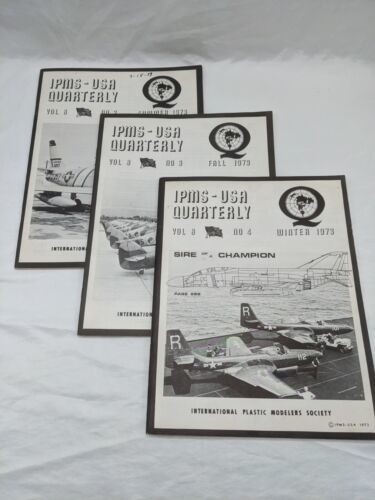 IPMS-USA
QUARTERLY
VOL 8 NO 2 SUMMER 1973
INTERNATIONAL
IPMS-USA
QUARTERLY
VOL 8 NO 3 FALL 1973
INTERNATIONAL
IPMS-USA
QUARTERLY
VOL 8 NO 4 WINTER 1973
SIRE OF A CHAMPION
PAGE
R
R
112
INTERNATIONAL PLASTIC MODELERS SOCIETY
© IPMS-USA 1973